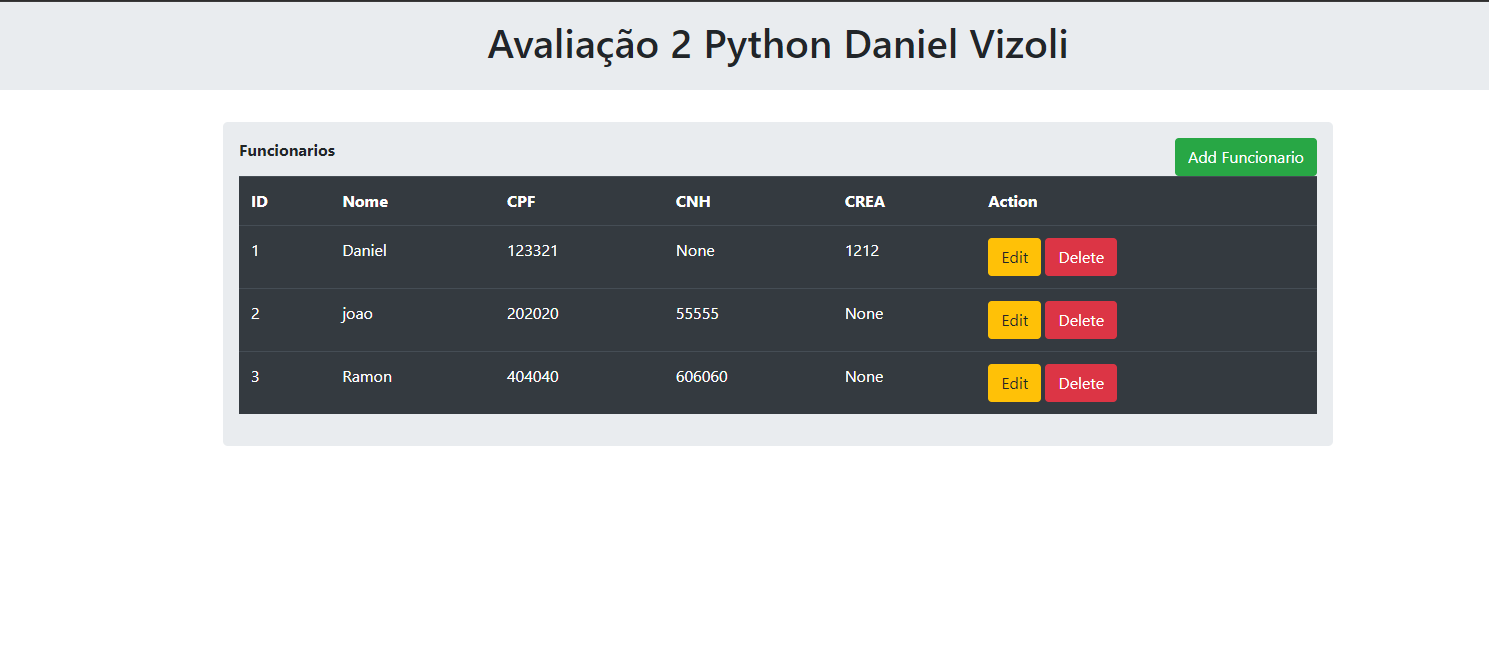 Avaliação 2 Python Daniel Vizoli
Funcionarios Add Funcionario
ID Nome CPF CNH CREA Action
1 Daniel 123321 None 1212 Edit Delete
2 joao 202020 55555 None Edit Delete
3 Ramon 404040 606060 None Edit Delete